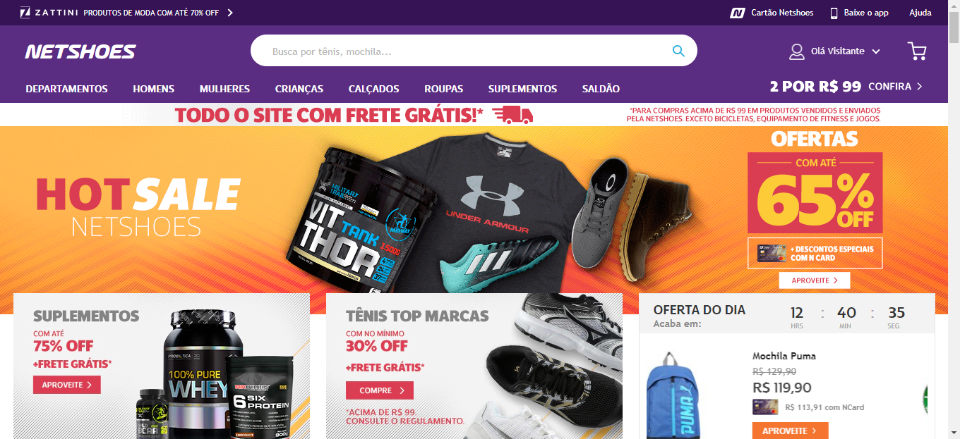 ZATTINI PRODUTOS DE MODA COM ATÉ 70% OFF
Cartão Netshoes
Baixe o app
Ajuda
NETSHOES
Busca por tênis, mochila...
Olá Visitante
DEPARTAMENTOS HOMENS MULHERES CRIANÇAS CALÇADOS ROUPAS SUPLEMENTOS SALDÃO
2 POR R$ 99 CONFIRA
TODO O SITE COM FRETE GRÁTIS!*
*PARA COMPRAS ACIMA DE R$ 99 EM PRODUTOS VENDIDOS E ENVIADOS
PELA NETSHOES. EXCETO BICICLETAS, EQUIPAMENTO DE FITNESS E JOGOS.
HOT SALE
NETSHOES
MILITARY
TRAIL
VIT
TANK
THOR
UNDER ARMOUR
OFERTAS
COM ATÉ
65%
OFF
+ DESCONTOS ESPECIAIS
COM N CARD
APROVEITE
SUPLEMENTOS
COM ATÉ
75% OFF
+FRETE GRÁTIS*
APROVEITE
100% PURE
WHEY
6 SIX
PROTEIN
TÊNIS TOP MARCAS
COM NO MÍNIMO
30% OFF
+FRETE GRÁTIS*
COMPRE
*ACIMA DE R$ 99.
CONSULTE O REGULAMENTO.
OFERTA DO DIA
Acaba em:
12 : 40 : 35
HRS MIN SEG
PUMA
Mochila Puma
R$ 129,90
R$ 119,90
R$ 113,91 com NCard
APROVEITE